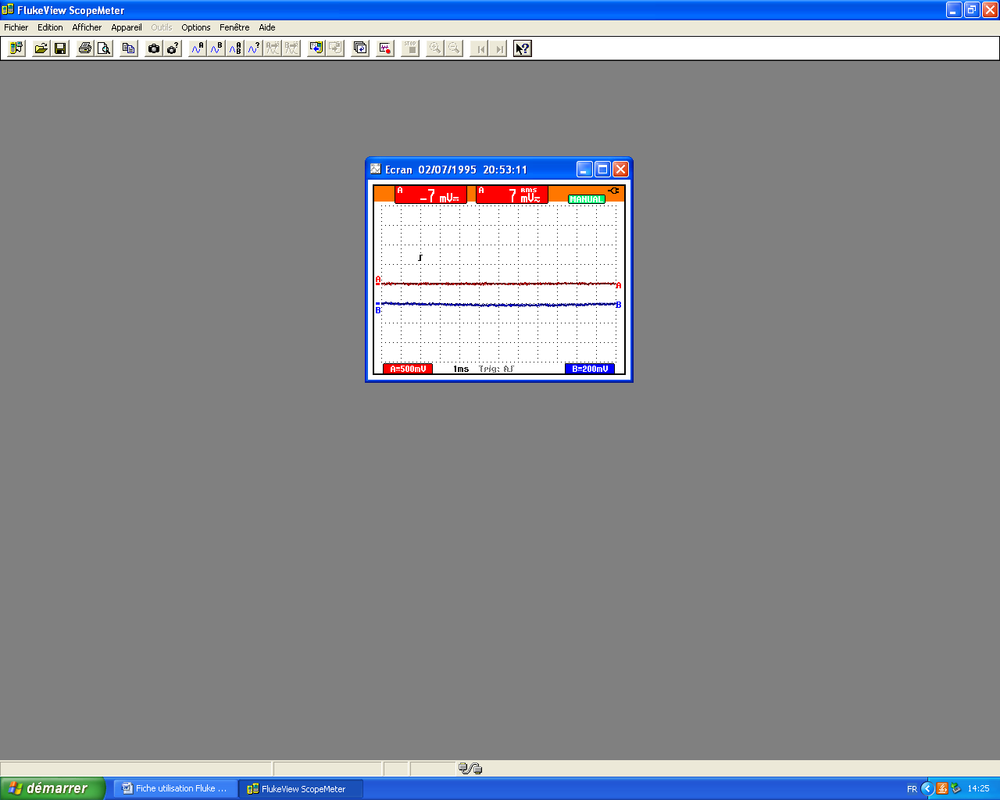 FlukeView ScopeMeter
Fichier Edition Afficher Appareil Outils Options Fenêtre Aide
A B A B ? A B STOP ?
Ecran 02/07/1995 20:53:11
A -7 mV A 7 rms mV MANUAL
A A
B B
A=500mV 1ms Trig: A B=200mV
démarrer Fiche utilisation Fluke ... FlukeView ScopeMeter FR 14:25